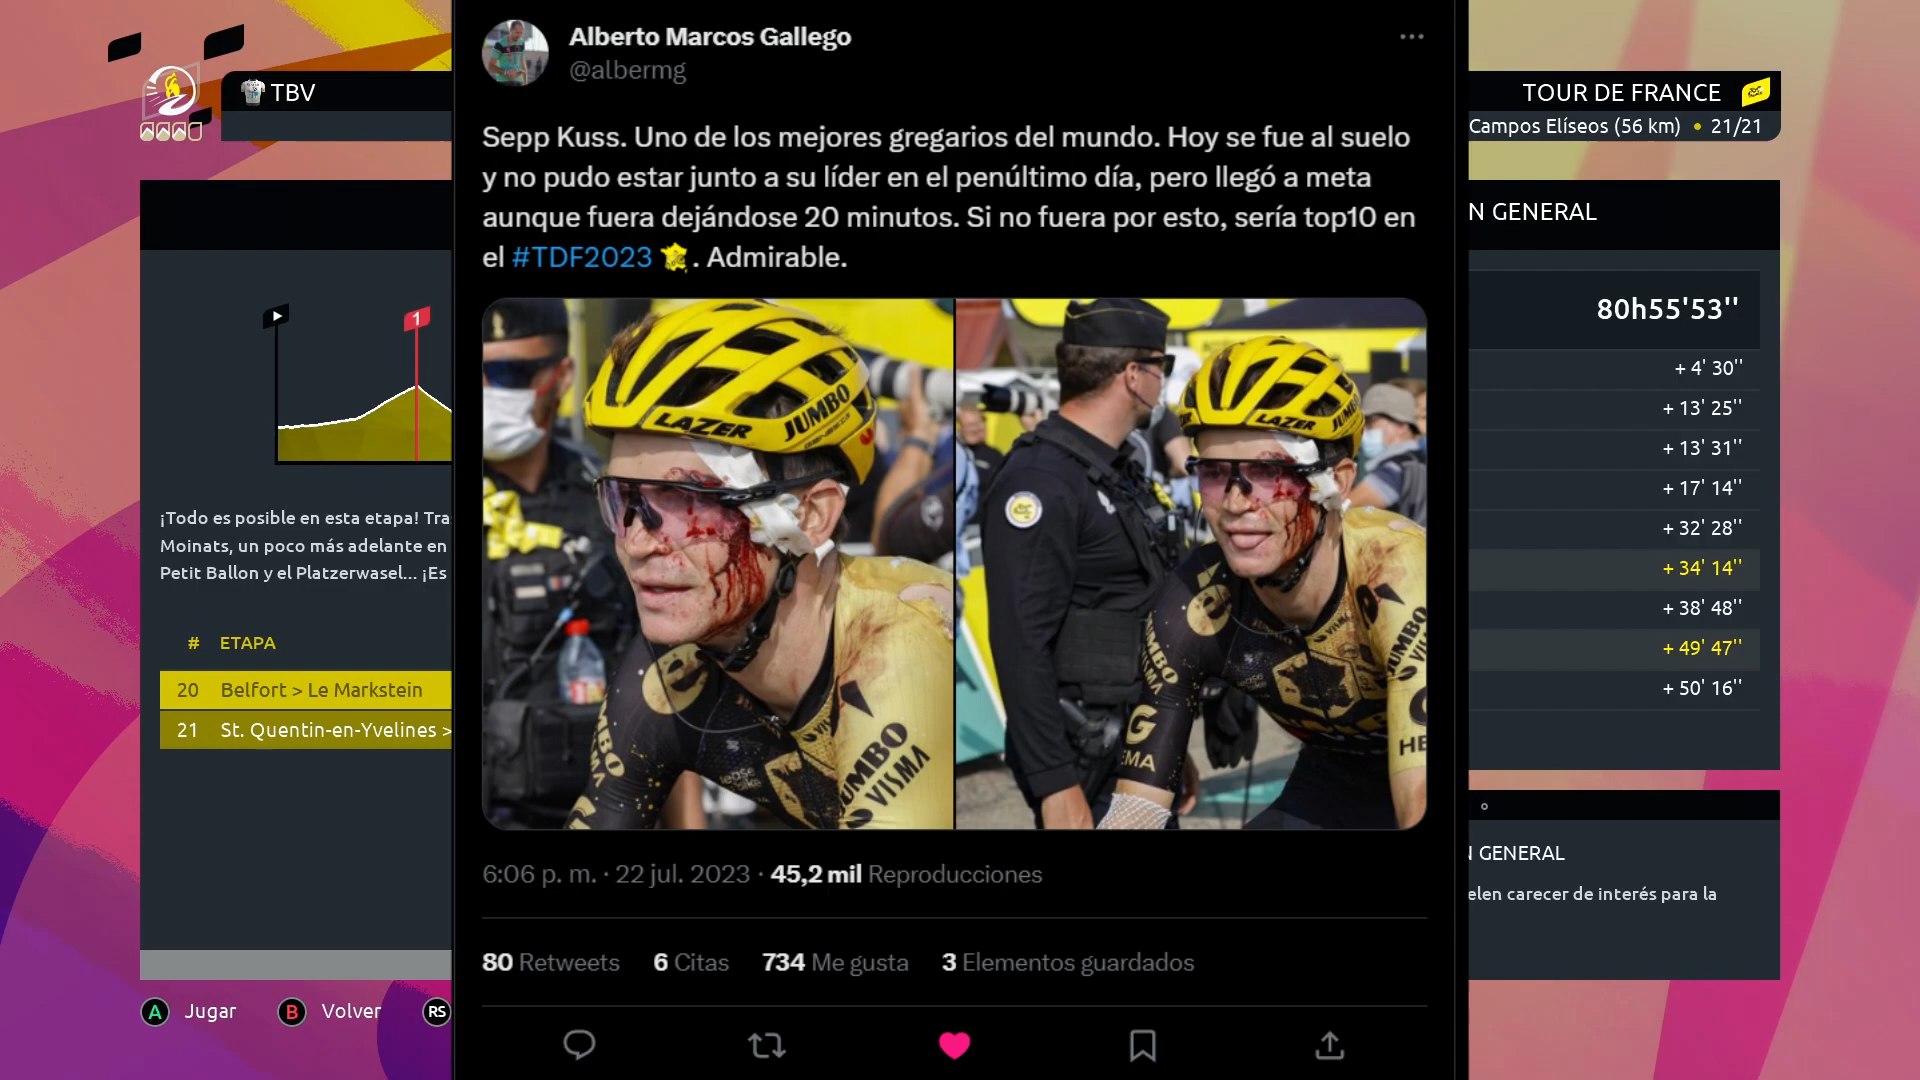 Alberto Marcos Gallego
@albermg
Sepp Kuss. Uno de los mejores gregarios del mundo. Hoy se fue al suelo
y no pudo estar junto a su líder en el penúltimo día, pero llegó a meta
aunque fuera dejándose 20 minutos. Si no fuera por esto, sería top10 en
el #TDF2023 . Admirable.
LAZER JUMBO
LAZER
JUMBO
VISMA
JUMBO
VISMA
6:06 p. m. · 22 jul. 2023 · 45,2 mil Reproducciones
80 Retweets 6 Citas 734 Me gusta 3 Elementos guardados
TBV
1
¡Todo es posible en esta etapa! Tra
Moinats, un poco más adelante en
Petit Ballon y el Platzerwasel... ¡Es
# ETAPA
20 Belfort > Le Markstein
21 St. Quentin-en-Yvelines >
A Jugar B Volver RS
TOUR DE FRANCE
Campos Elíseos (56 km) • 21/21
N GENERAL
80h55'53''
+ 4' 30''
+ 13' 25''
+ 13' 31''
+ 17' 14''
+ 32' 28''
+ 34' 14''
+ 38' 48''
+ 49' 47''
+ 50' 16''
N GENERAL
elen carecer de interés para la